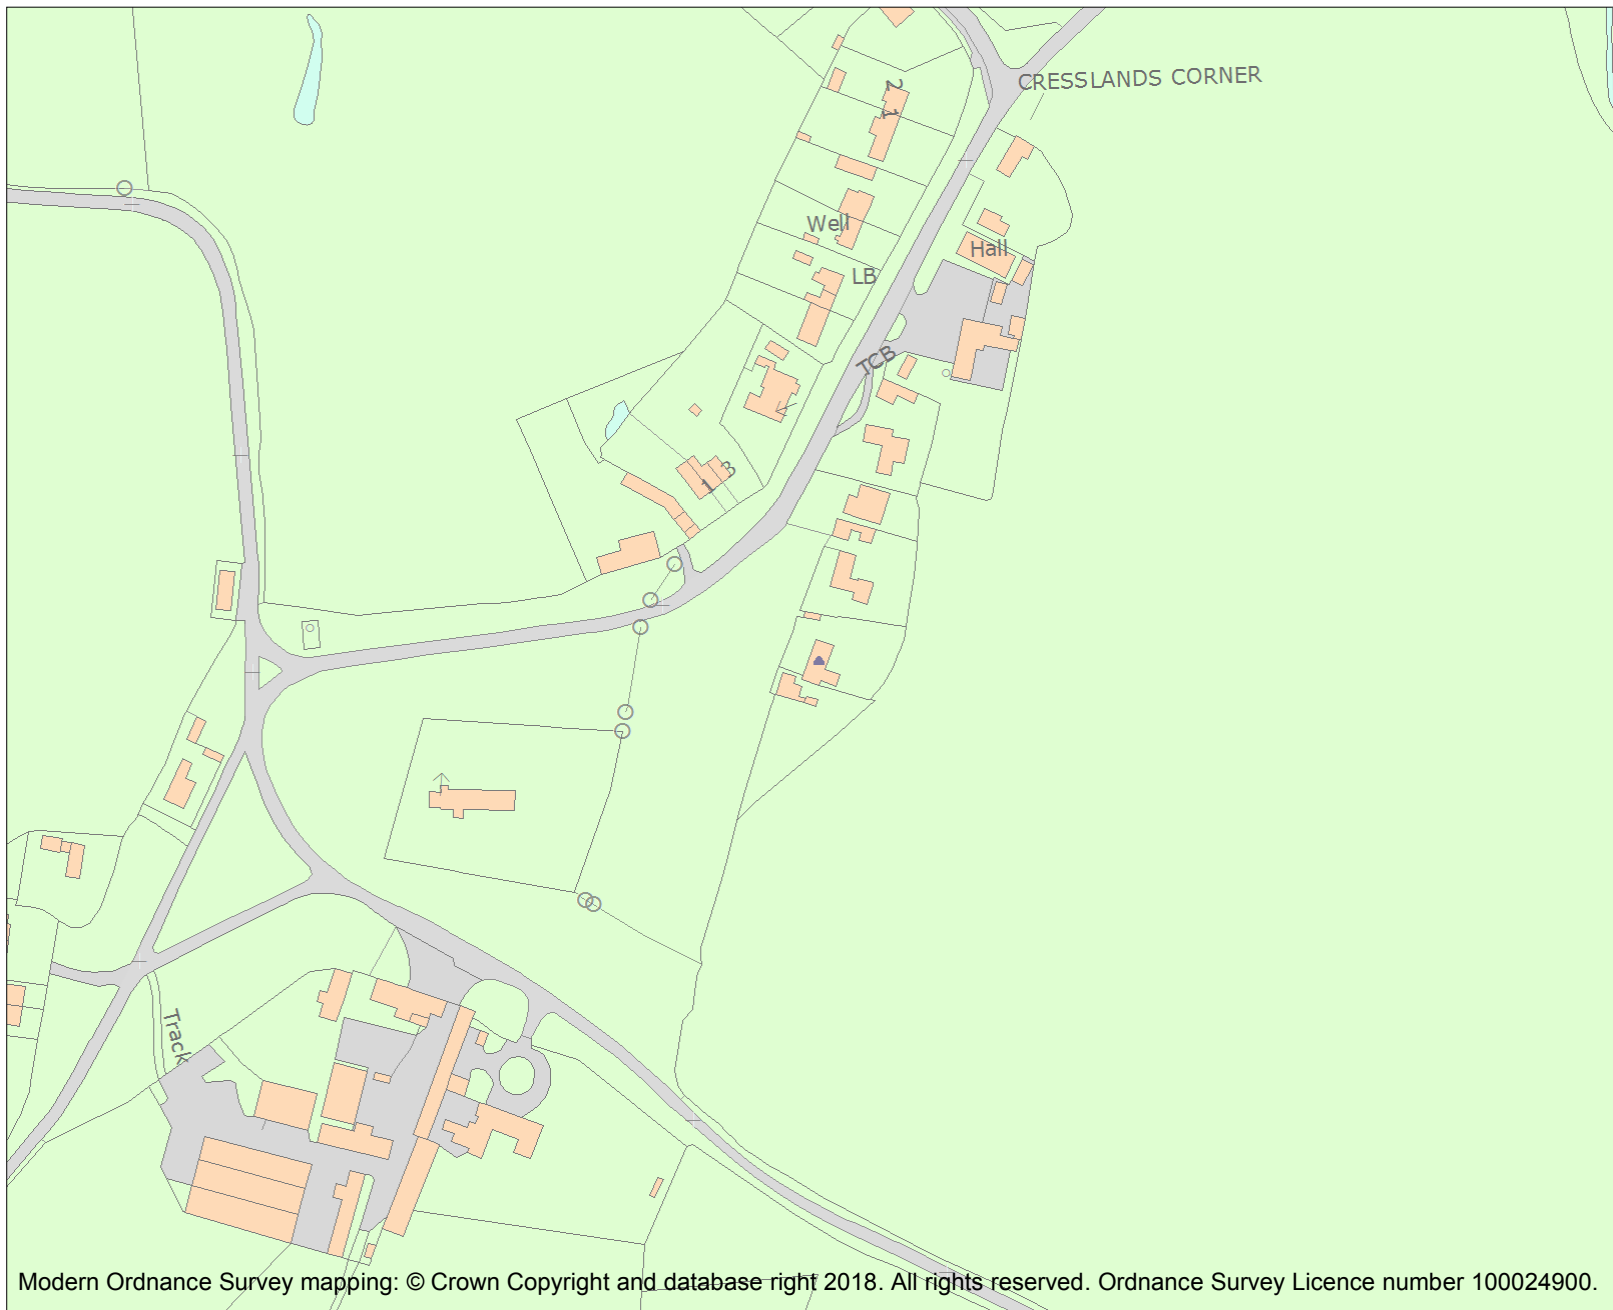 CRESSLANDS CORNER
2
1
Well
Hall
LB
TCB
3
1
Track
Modern Ordnance Survey mapping: © Crown Copyright and database right 2018. All rights reserved. Ordnance Survey Licence number 100024900.